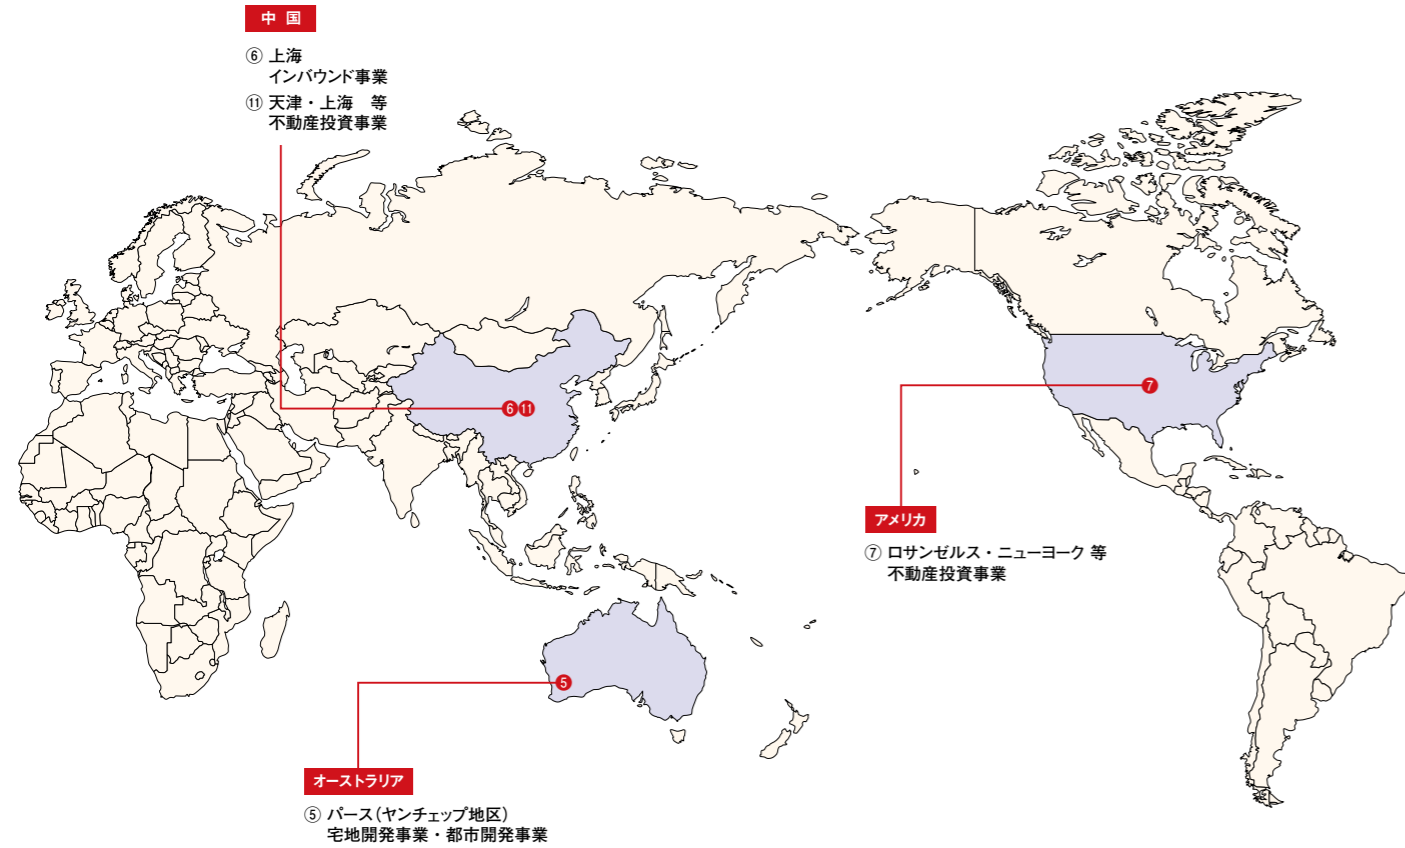 中国
⑥ 上海
インバウンド事業
⑪ 天津・上海　等
不動産投資事業
⑥⑪
⑦
アメリカ
⑦ ロサンゼルス・ニューヨーク 等
不動産投資事業
⑤
オーストラリア
⑤ パース(ヤンチェップ地区)
宅地開発事業・都市開発事業